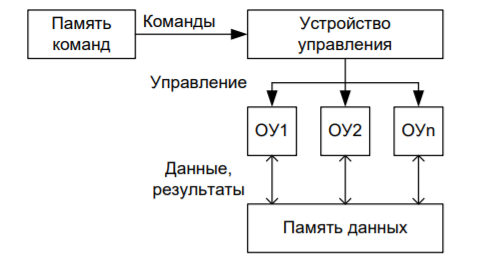 Память
команд
Команды
Устройство
управления
Управление
ОУ1
ОУ2
ОУn
Данные,
результаты
Память данных